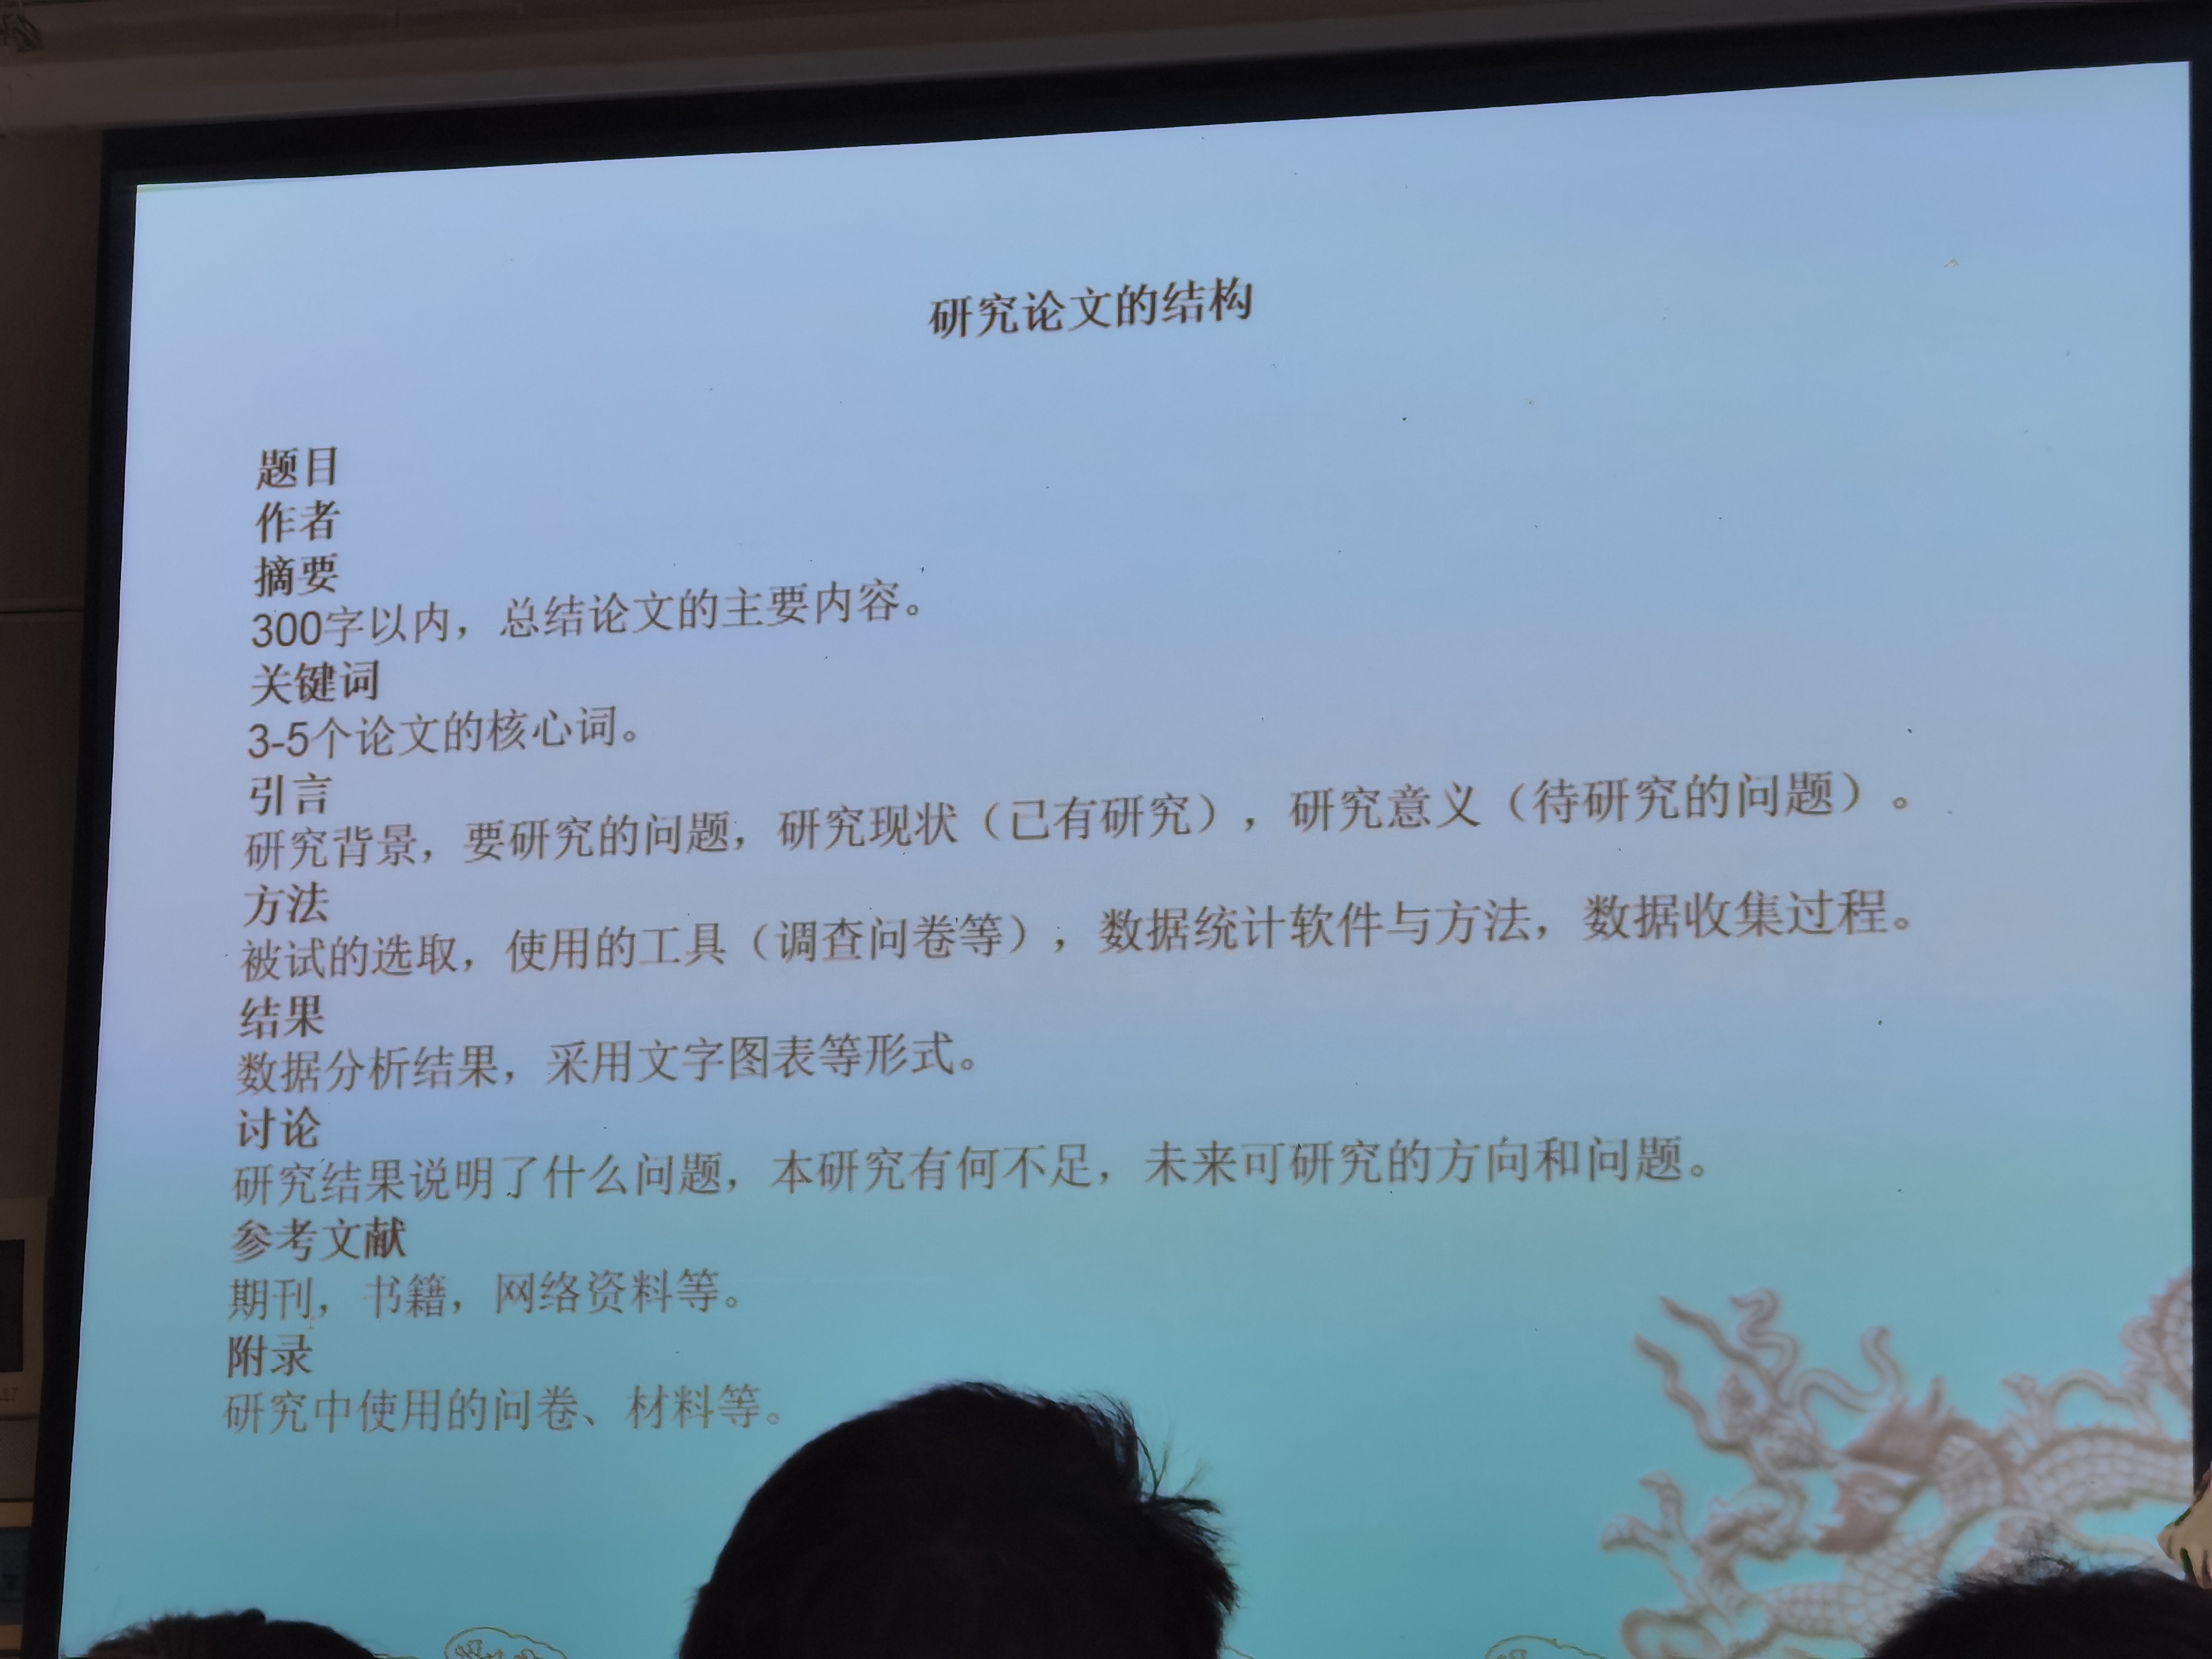 研究论文的结构
题目
作者
摘要
300字以内，总结论文的主要内容。
关键词
3-5个论文的核心词。
引言
研究背景，要研究的问题，研究现状（己有研究），研究意义（待研究的问题）。
方法
被试的选取，使用的工具（调查问卷等），数据统计软件与方法，数据收集过程。
结果
数据分析结果，采用文字图表等形式。
讨论
研究结果说明了什么问题，本研究有何不足，未来可研究的方向和问题。
参考文献
期刊，书籍，网络资料等。
附录
研究中使用的问卷、材料等。